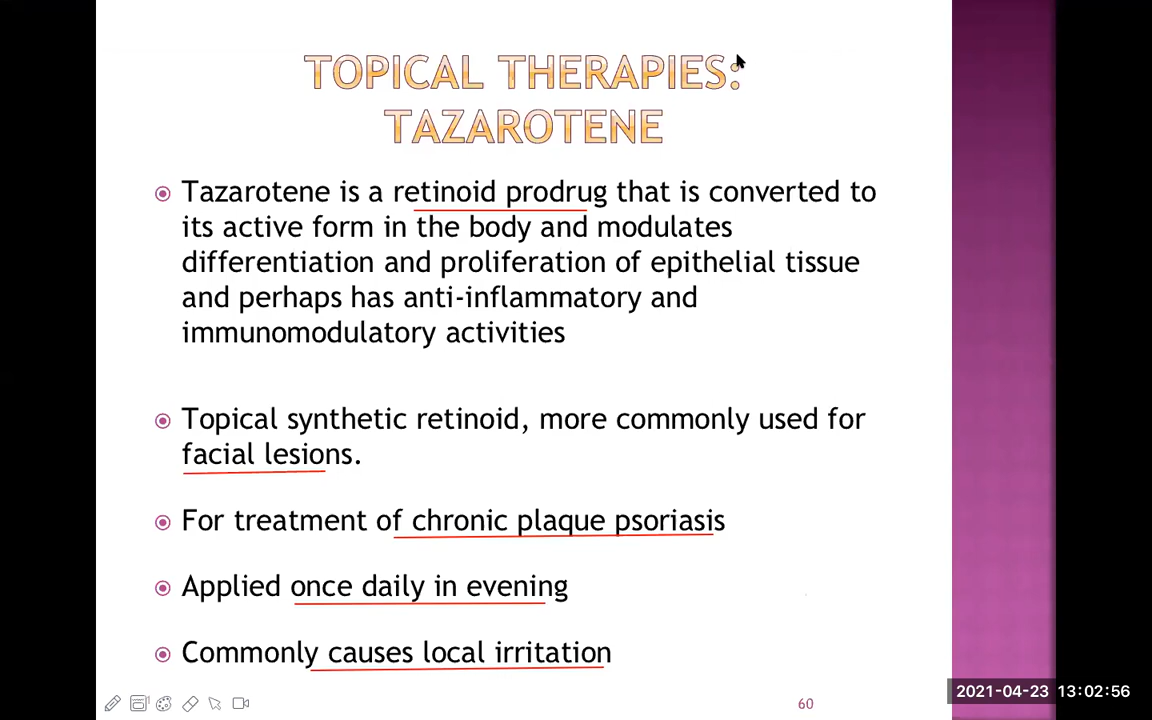 TOPICAL THERAPIES:
TAZAROTENE
Tazarotene is a retinoid prodrug that is converted to
its active form in the body and modulates
differentiation and proliferation of epithelial tissue
and perhaps has anti-inflammatory and
immunomodulatory activities
Topical synthetic retinoid, more commonly used for
facial lesions.
For treatment of chronic plaque psoriasis
Applied once daily in evening
Commonly causes local irritation
60
2021-04-23 13:02:56